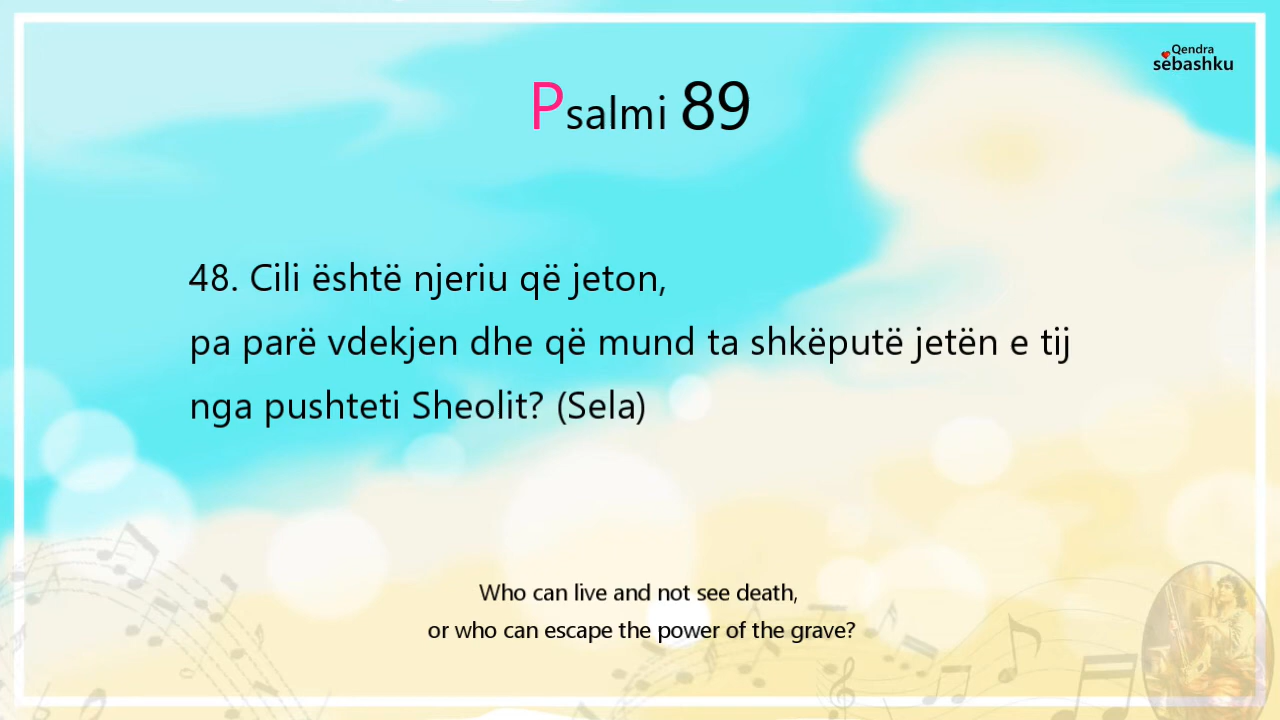 Qendra
sëbashku
Psalmi 89
48. Cili është njeriu që jeton,
pa parë vdekjen dhe që mund ta shkëputë jetën e tij
nga pushteti Sheolit? (Sela)
Who can live and not see death,
or who can escape the power of the grave?